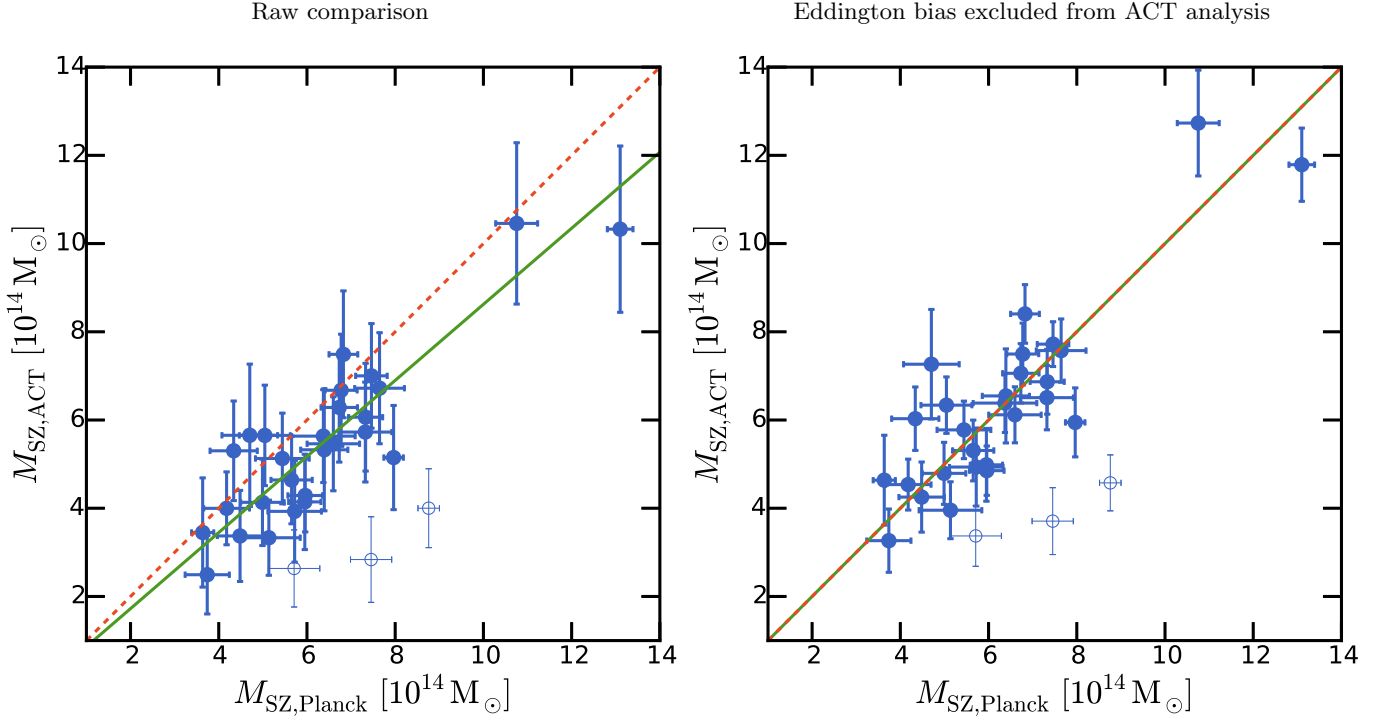 Raw comparison
14
12
10
8
6
4
2
2 4 6 8 10 12 14
M_SZ,ACT [10^14 M_⊙]
M_SZ,Planck [10^14 M_⊙]
Eddington bias excluded from ACT analysis
14
12
10
8
6
4
2
2 4 6 8 10 12 14
M_SZ,ACT [10^14 M_⊙]
M_SZ,Planck [10^14 M_⊙]